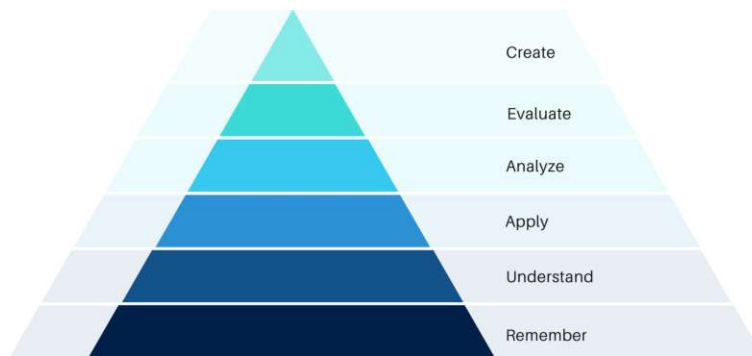 Create
Evaluate
Analyze
Apply
Understand
Remember